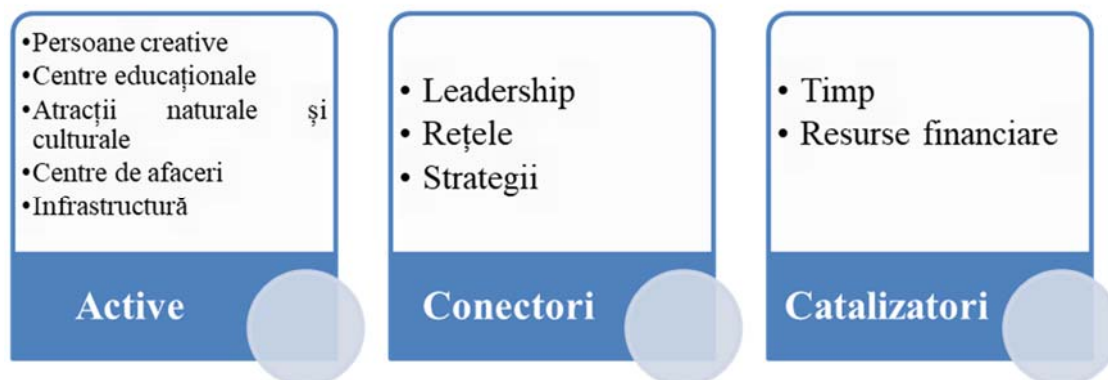 •Persoane creative
•Centre educaționale
•Atracții naturale și
culturale
•Centre de afaceri
•Infrastructură
Active
• Leadership
• Rețele
• Strategii
Conectori
• Timp
• Resurse financiare
Catalizatori